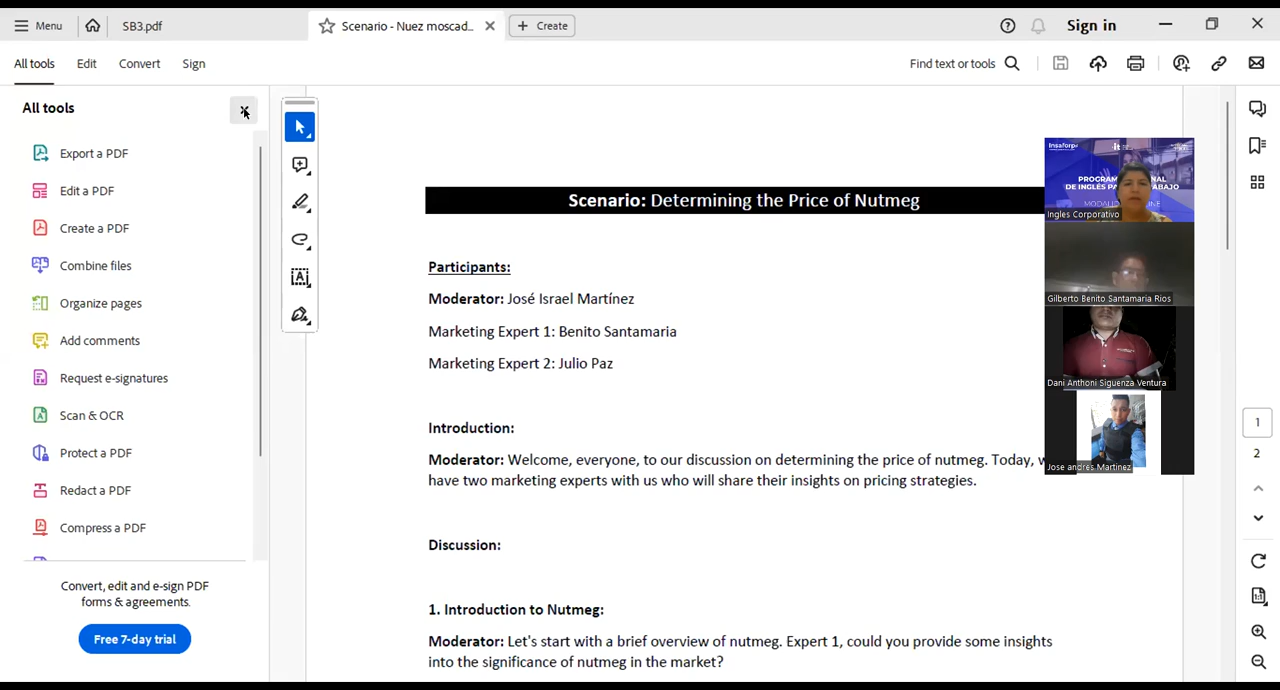 Menu
SB3.pdf
Scenario - Nuez moscad...
Create
Sign in
All tools
Edit
Convert
Sign
Find text or tools
All tools
Export a PDF
Edit a PDF
Create a PDF
Combine files
Organize pages
Add comments
Request e-signatures
Scan & OCR
Protect a PDF
Redact a PDF
Compress a PDF
Convert, edit and e-sign PDF
forms & agreements.
Free 7-day trial
Scenario: Determining the Price of Nutmeg
Participants:
Moderator: José Israel Martínez
Marketing Expert 1: Benito Santamaria
Marketing Expert 2: Julio Paz
Introduction:
Moderator: Welcome, everyone, to our discussion on determining the price of nutmeg. Today,
have two marketing experts with us who will share their insights on pricing strategies.
Discussion:
1. Introduction to Nutmeg:
Moderator: Let's start with a brief overview of nutmeg. Expert 1, could you provide some insights
into the significance of nutmeg in the market?
Insaforp
Ingles Corporativo
Gilberto Benito Santamaria Rios
Dani Anthoni Siguenza Ventura
Jose andres Martinez
1
2